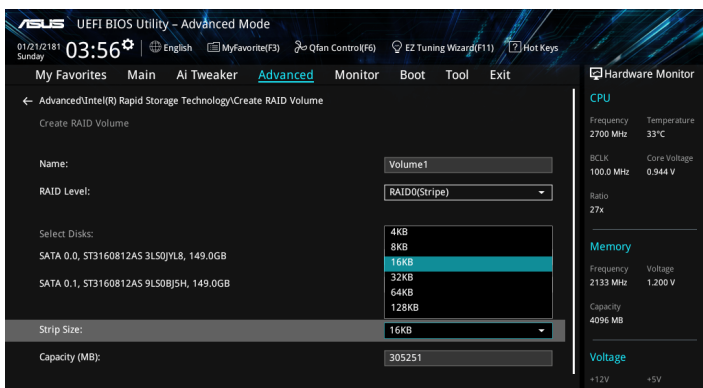 ASUS UEFI BIOS Utility – Advanced Mode
01/21/2181 Sunday 03:56 English MyFavorite(F3) Qfan Control(F6) EZ Tuning Wizard(F11) ? Hot Keys
My Favorites Main Ai Tweaker Advanced Monitor Boot Tool Exit
Hardware Monitor
← Advanced\Intel(R) Rapid Storage Technology\Create RAID Volume
Create RAID Volume
Name: Volume1
RAID Level: RAID0(Stripe)
Select Disks:
SATA 0.0, ST3160812AS 3LS0JYL8, 149.0GB
SATA 0.1, ST3160812AS 9LS0BJ5H, 149.0GB
4KB
8KB
16KB
32KB
64KB
128KB
Strip Size: 16KB
Capacity (MB): 305251
CPU
Frequency Temperature
2700 MHz 33°C
BCLK Core Voltage
100.0 MHz 0.944 V
Ratio
27x
Memory
Frequency Voltage
2133 MHz 1.200 V
Capacity
4096 MB
Voltage
+12V +5V